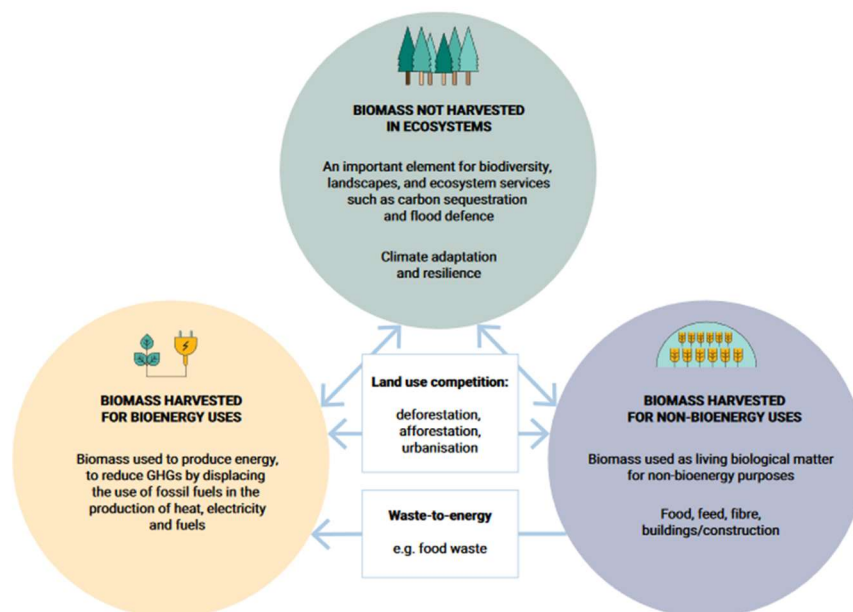 BIOMASS NOT HARVESTED
IN ECOSYSTEMS
An important element for biodiversity,
landscapes, and ecosystem services
such as carbon sequestration
and flood defence
Climate adaptation
and resilience
BIOMASS HARVESTED
FOR BIOENERGY USES
Biomass used to produce energy,
to reduce GHGs by displacing
the use of fossil fuels in the
production of heat, electricity
and fuels
Land use competition:
deforestation,
afforestation,
urbanisation
Waste-to-energy
e.g. food waste
BIOMASS HARVESTED
FOR NON-BIOENERGY USES
Biomass used as living biological matter
for non-bioenergy purposes
Food, feed, fibre,
buildings/construction